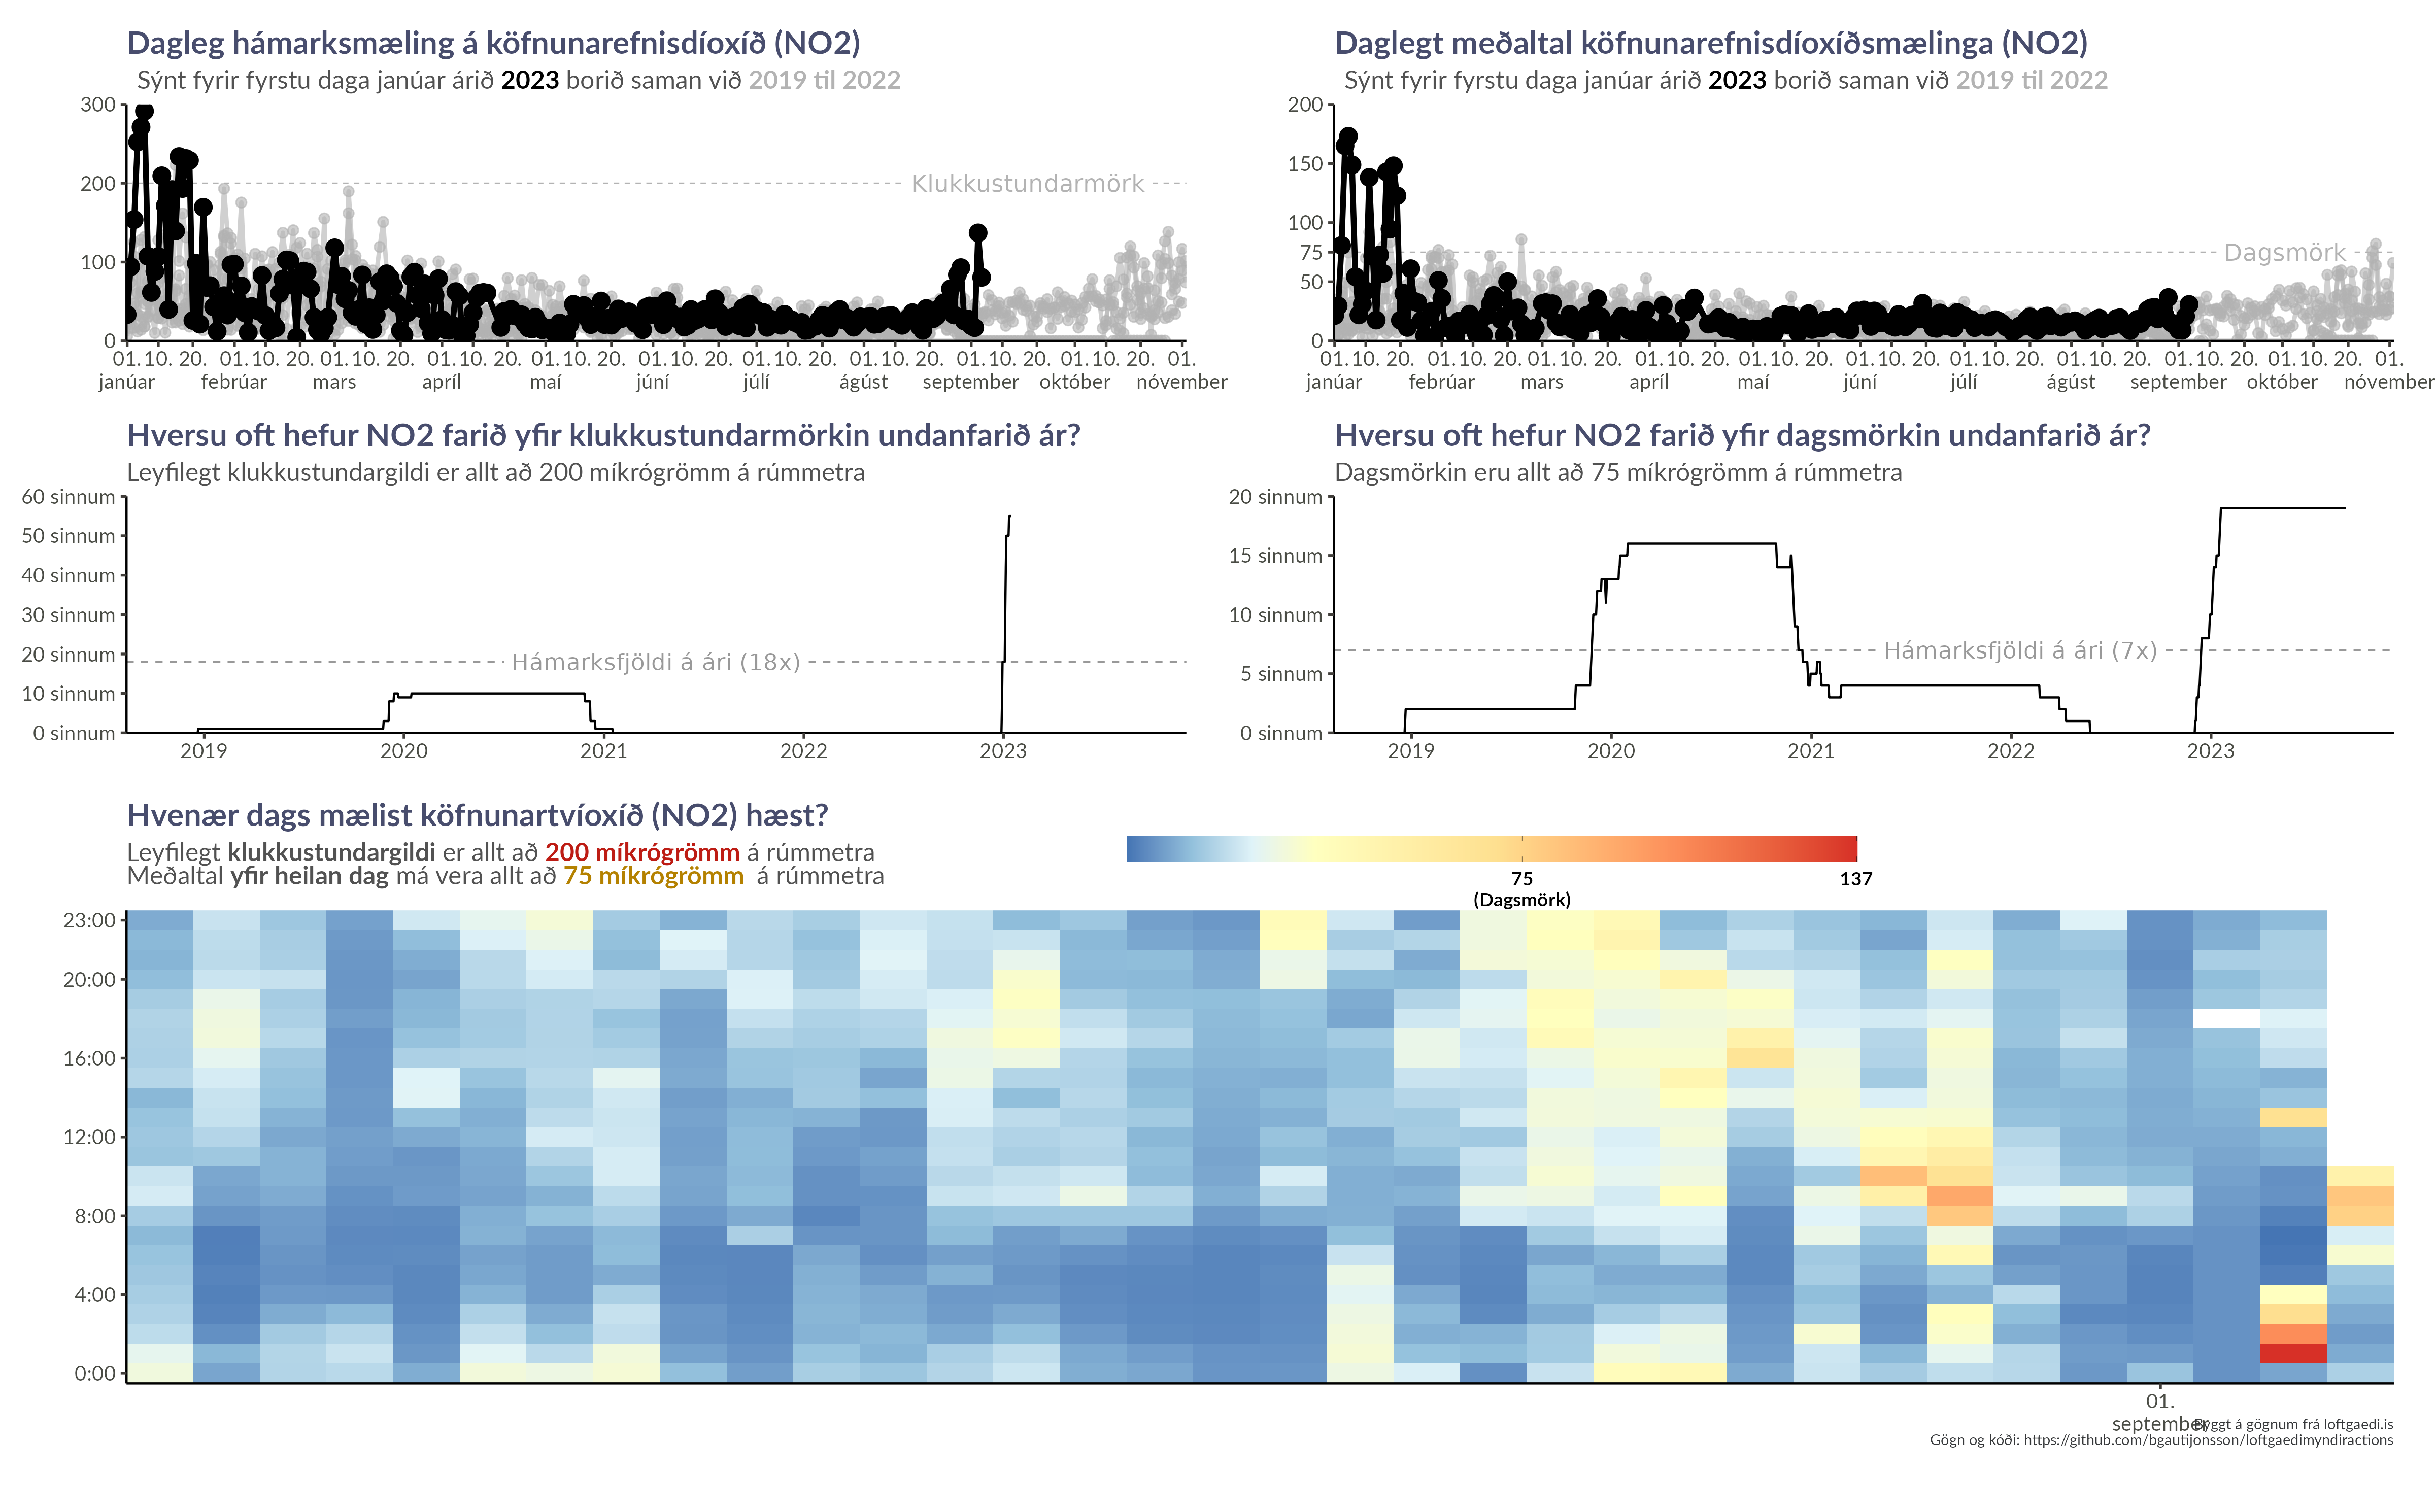 Dagleg hámarksmæling á köfnunarefnisdíoxíð (NO2)
Sýnt fyrir fyrstu daga janúar árið 2023 borið saman við 2019 til 2022
300
200
100
0
Klukkustundarmörk
01. 10. 20. 01. 10. 20. 01. 10. 20. 01. 10. 20. 01. 10. 20. 01. 10. 20. 01. 10. 20. 01. 10. 20. 01. 10. 20. 01. 10. 20. 01.
janúar febrúar mars apríl maí júní júlí ágúst september október nóvember
Daglegt meðaltal köfnunarefnisdíoxíðsmælinga (NO2)
Sýnt fyrir fyrstu daga janúar árið 2023 borið saman við 2019 til 2022
200
150
100
75
50
0
Dagsmörk
01. 10. 20. 01. 10. 20. 01. 10. 20. 01. 10. 20. 01. 10. 20. 01. 10. 20. 01. 10. 20. 01. 10. 20. 01. 10. 20. 01. 10. 20. 01.
janúar febrúar mars apríl maí júní júlí ágúst september október nóvember
Hversu oft hefur NO2 farið yfir klukkustundarmörkin undanfarið ár?
Leyfilegt klukkustundargildi er allt að 200 míkrógrömm á rúmmetra
60 sinnum
50 sinnum
40 sinnum
30 sinnum
20 sinnum
10 sinnum
0 sinnum
Hámarksfjöldi á ári (18x)
2019 2020 2021 2022 2023
Hversu oft hefur NO2 farið yfir dagsmörkin undanfarið ár?
Dagsmörkin eru allt að 75 míkrógrömm á rúmmetra
20 sinnum
15 sinnum
10 sinnum
5 sinnum
0 sinnum
Hámarksfjöldi á ári (7x)
2019 2020 2021 2022 2023
Hvenær dags mælist köfnunartvíoxíð (NO2) hæst?
Leyfilegt klukkustundargildi er allt að 200 míkrógrömm á rúmmetra
Meðaltal yfir heilan dag má vera allt að 75 míkrógrömm á rúmmetra
75 137
(Dagsmörk)
23:00
20:00
16:00
12:00
8:00
4:00
0:00
01.
september
Byggt á gögnum frá loftgaedi.is
Gögn og kóði: https://github.com/bgautijonsson/loftgaedimyndiractions